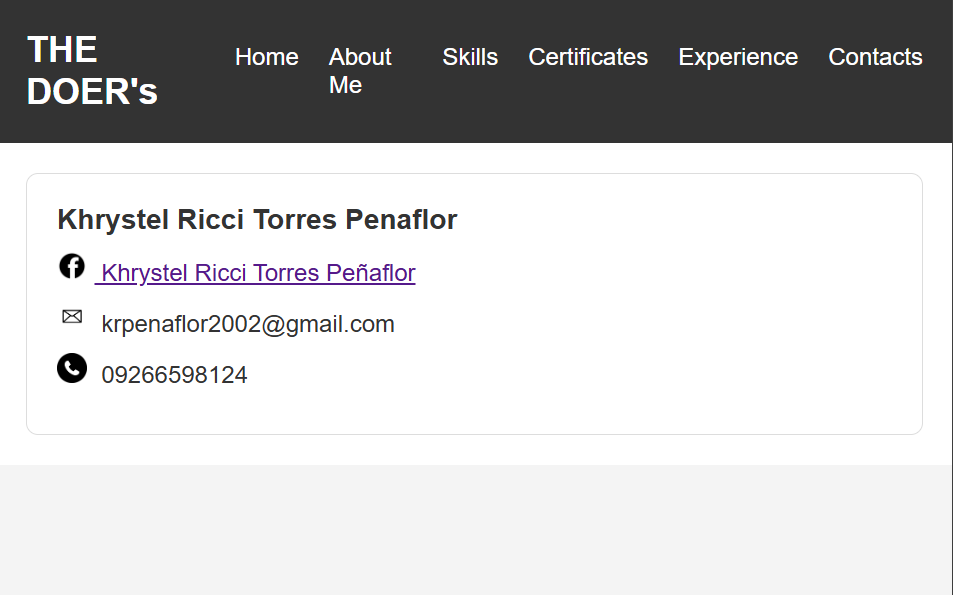 THE
DOER's
Home About Skills Certificates Experience Contacts
Me
Khrystel Ricci Torres Penaflor
Khrystel Ricci Torres Peñaflor
krpenaflor2002@gmail.com
09266598124